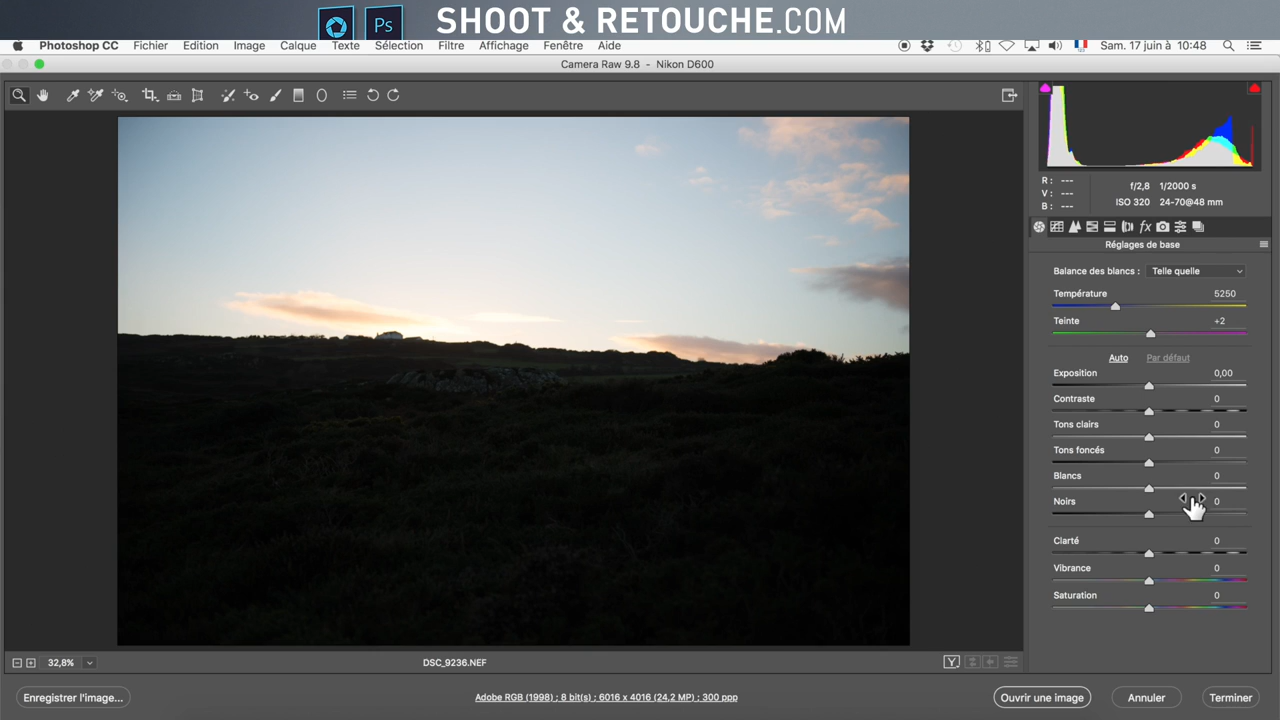 Ps SHOOT & RETOUCHE.COM
Photoshop CC Fichier Edition Image Calque Texte Sélection Filtre Affichage Fenêtre Aide Sam. 17 juin à 10:48
Camera Raw 9.8 - Nikon D600
R : ---
V : ---
B : ---
f/2,8 1/2000 s
ISO 320 24-70@48 mm
fx
Réglages de base
Balance des blancs : Telle quelle
Température 5250
Teinte +2
Auto Par défaut
Exposition 0,00
Contraste 0
Tons clairs 0
Tons foncés 0
Blancs 0
Noirs 0
Clarté 0
Vibrance 0
Saturation 0
32,8% DSC_9236.NEF Y
Enregistrer l'image... Adobe RGB (1998) ; 8 bit(s) ; 6016 x 4016 (24,2 MP) ; 300 ppp Ouvrir une image Annuler Terminer